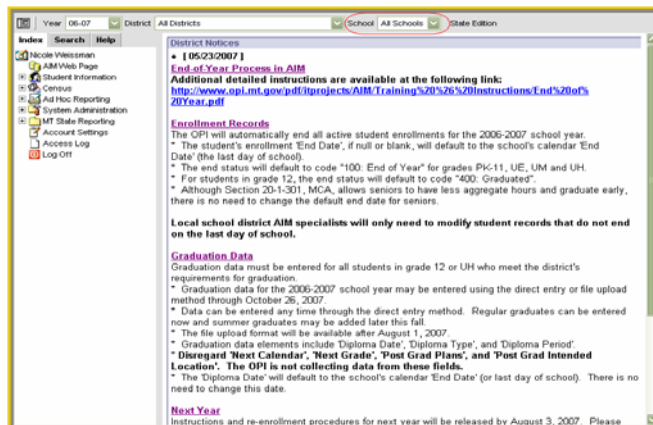 Year 06-07 District All Districts School All Schools State Edition
Index Search Help
Nicole Weissman
AIM Web Page
Student Information
Census
Ad Hoc Reporting
System Administration
MT State Reporting
Account Settings
Access Log
Log Off
District Notices
[ 05/23/2007 ]
End-of-Year Process in AIM
Additional detailed instructions are available at the following link:
http://www.opi.mt.gov/pdf/itprojects/AIM/Training%20%26%20Instructions/End%20of%
20Year.pdf
Enrollment Records
The OPI will automatically end all active student enrollments for the 2006-2007 school year.
* The student's enrollment 'End Date', if null or blank, will default to the school's calendar 'End
Date' (the last day of school).
* The end status will default to code "100: End of Year" for grades PK-11, UE, UM and UH.
* For students in grade 12, the end status will default to code "400: Graduated".
* Although Section 20-1-301, MCA, allows seniors to have less aggregate hours and graduate early,
there is no need to change the default end date for seniors.
Local school district AIM specialists will only need to modify student records that do not end
on the last day of school.
Graduation Data
Graduation data must be entered for all students in grade 12 or UH who meet the district's
requirements for graduation.
* Graduation data for the 2006-2007 school year may be entered using the direct entry or file upload
method through October 26, 2007.
* Data can be entered any time through the direct entry method. Regular graduates can be entered
now and summer graduates may be added later this fall.
* The file upload format will be available after August 1, 2007.
* Graduation data elements include 'Diploma Date', 'Diploma Type', and 'Diploma Period'.
* Disregard 'Next Calendar', 'Next Grade', 'Post Grad Plans', and 'Post Grad Intended
Location'. The OPI is not collecting data from these fields.
* The 'Diploma Date' will default to the school's calendar 'End Date' (or last day of school). There is no
need to change this date.
Next Year
Instructions and re-enrollment procedures for next year will be released by August 3, 2007. Please